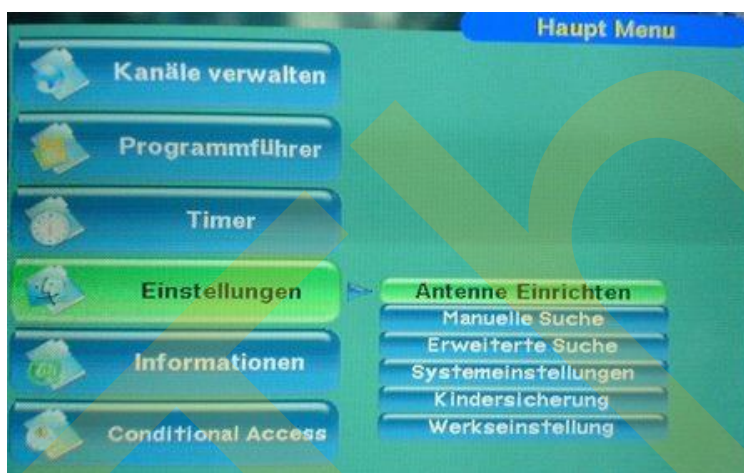 Haupt Menu
Kanäle verwalten
Programmführer
Timer
Einstellungen
Antenne Einrichten
Manuelle Suche
Erweiterte Suche
Systemeinstellungen
Kindersicherung
Werkseinstellung
Informationen
Conditional Access